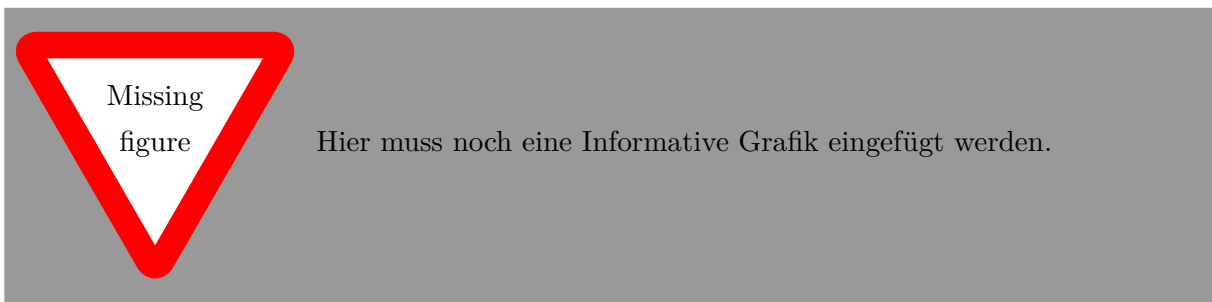 Missing
figure
Hier muss noch eine Informative Grafik eingefügt werden.